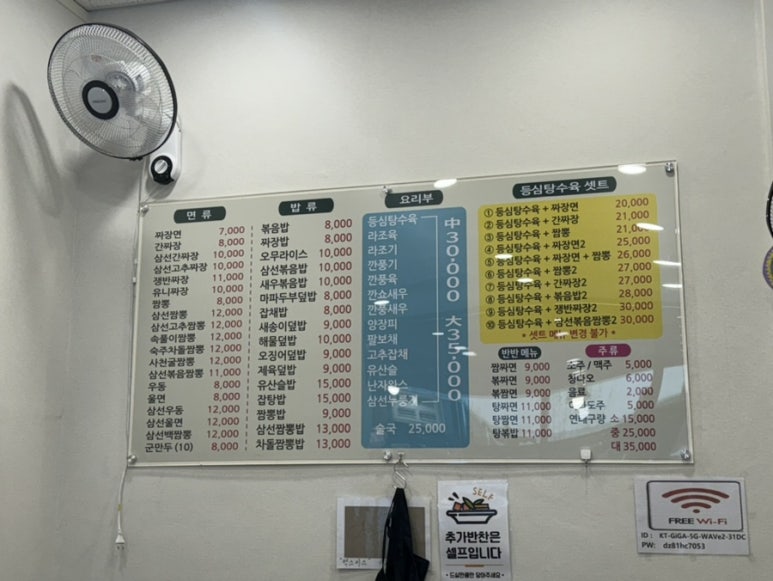 면 류
짜장면 7,000
간짜장 8,000
삼선간짜장 10,000
삼선고추짜장 10,000
쟁반짜장 11,000
유니짜장 10,000
짬뽕 8,000
삼선짬뽕 12,000
삼선고추짬뽕 12,000
속풀이짬뽕 12,000
숙주차돌짬뽕 12,000
사천굴짬뽕 12,000
삼선볶음짬뽕 11,000
우동 8,000
울면 8,000
삼선우동 12,000
삼선울면 12,000
삼선백짬뽕 12,000
군만두 (10) 8,000
밥 류
볶음밥 8,000
짜장밥 8,000
오무라이스 10,000
삼선볶음밥 10,000
새우볶음밥 10,000
마파두부덮밥 8,000
잡채밥 8,000
새송이덮밥 9,000
해물덮밥 10,000
오징어덮밥 9,000
제육덮밥 9,000
유산슬밥 15,000
잡탕밥 15,000
짬뽕밥 9,000
삼선짬뽕밥 13,000
차돌짬뽕밥 13,000
요리부
등심탕수육
라조육
라조기
깐풍기
깐풍육
깐쇼새우
깐풍새우
양장피
팔보채
고추잡채
유산슬
난자완스
삼선누룽지
中 30,000 大 35,000
술국 25,000
등심탕수육 셋트
① 등심탕수육 + 짜장면 20,000
② 등심탕수육 + 간짜장 21,000
③ 등심탕수육 + 짬뽕 21,000
④ 등심탕수육 + 짜장면2 25,000
⑤ 등심탕수육 + 짜장면 + 짬뽕 26,000
⑥ 등심탕수육 + 짬뽕2 27,000
⑦ 등심탕수육 + 간짜장2 27,000
⑧ 등심탕수육 + 볶음밥2 28,000
⑨ 등심탕수육 + 쟁반짜장2 30,000
⑩ 등심탕수육 + 삼선볶음짬뽕2 30,000
* 셋트 메뉴 변경 불가 *
반반 메뉴
짬짜면 9,000
볶짜면 9,000
볶짬면 9,000
탕짜면 11,000
탕짬면 11,000
탕볶밥 11,000
주류
소주 / 맥주 5,000
칭다오 6,000
음료 2,000
이과도주 5,000
연태구량 소 15,000
중 25,000
대 35,000
SELF
추가반찬은
셀프입니다
- 드실만큼만 담아주세요 -
FREE Wi-Fi
ID : KT-GiGA-5G-WAVe2-31DC
PW: dz81hc7053